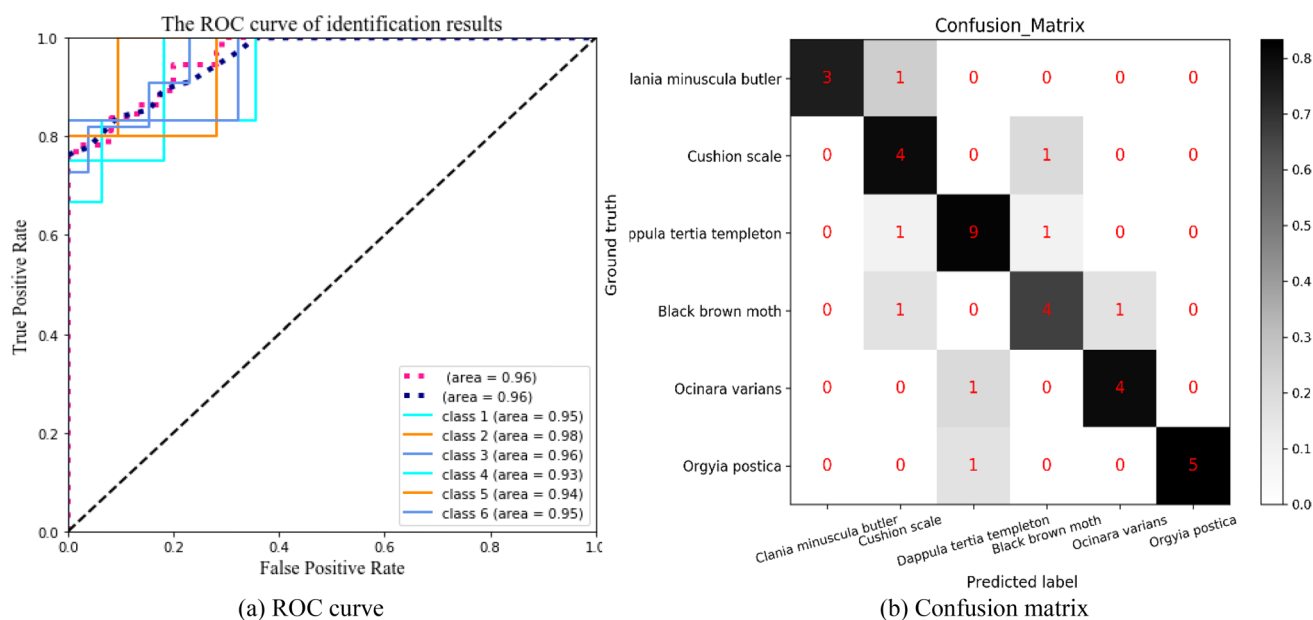 The ROC curve of identification results
1.0
0.8
0.6
0.4
0.2
0.0
True Positive Rate
(area = 0.96)
(area = 0.96)
class 1 (area = 0.95)
class 2 (area = 0.98)
class 3 (area = 0.96)
class 4 (area = 0.93)
class 5 (area = 0.94)
class 6 (area = 0.95)
0.0 0.2 0.4 0.6 0.8 1.0
False Positive Rate
(a) ROC curve
Confusion_Matrix
Ground truth
lania minuscula butler 3 1 0 0 0 0
Cushion scale 0 4 0 1 0 0
ppula tertia templeton 0 1 9 1 0 0
Black brown moth 0 1 0 4 1 0
Ocinara varians 0 0 1 0 4 0
Orgyia postica 0 0 1 0 0 5
Clania minuscula butler
Cushion scale
Dappula tertia templeton
Black brown moth
Ocinara varians
Orgyia postica
Predicted label
0.8
0.7
0.6
0.5
0.4
0.3
0.2
0.1
0.0
(b) Confusion matrix